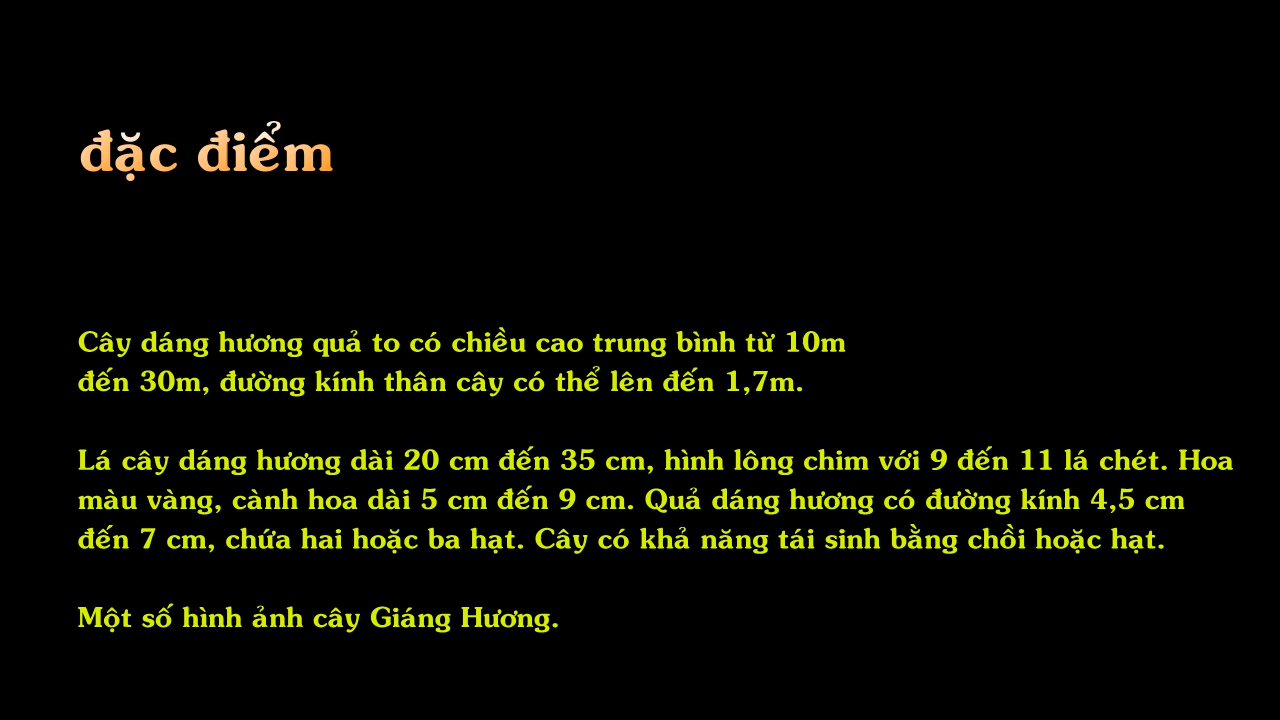 đặc điểm
Cây dáng hương quả to có chiều cao trung bình từ 10m
đến 30m, đường kính thân cây có thể lên đến 1,7m.
Lá cây dáng hương dài 20 cm đến 35 cm, hình lông chim với 9 đến 11 lá chét. Hoa
màu vàng, cành hoa dài 5 cm đến 9 cm. Quả dáng hương có đường kính 4,5 cm
đến 7 cm, chứa hai hoặc ba hạt. Cây có khả năng tái sinh bằng chồi hoặc hạt.
Một số hình ảnh cây Giáng Hương.